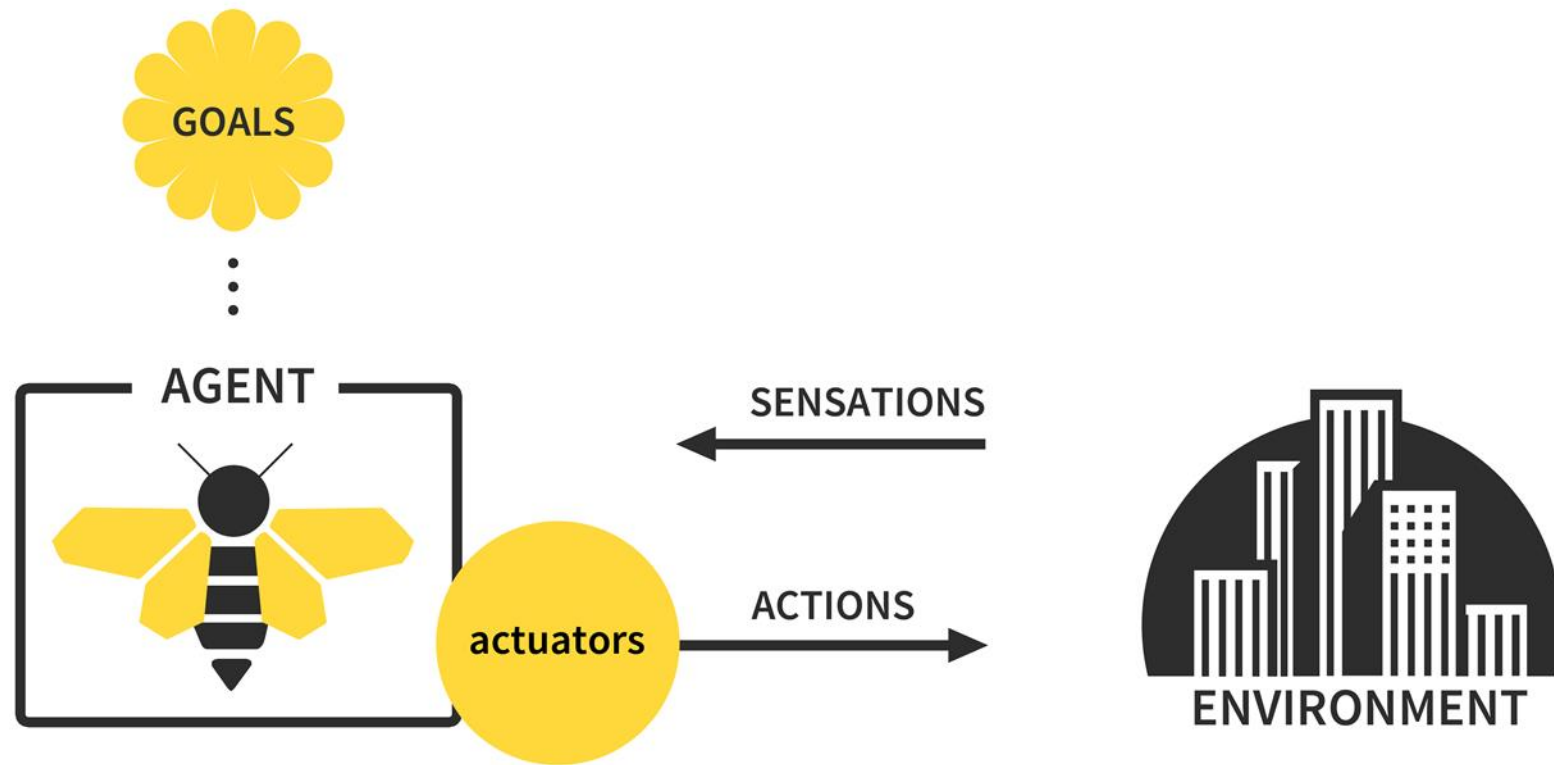 GOALS
AGENT
SENSATIONS
actuators
ACTIONS
ENVIRONMENT